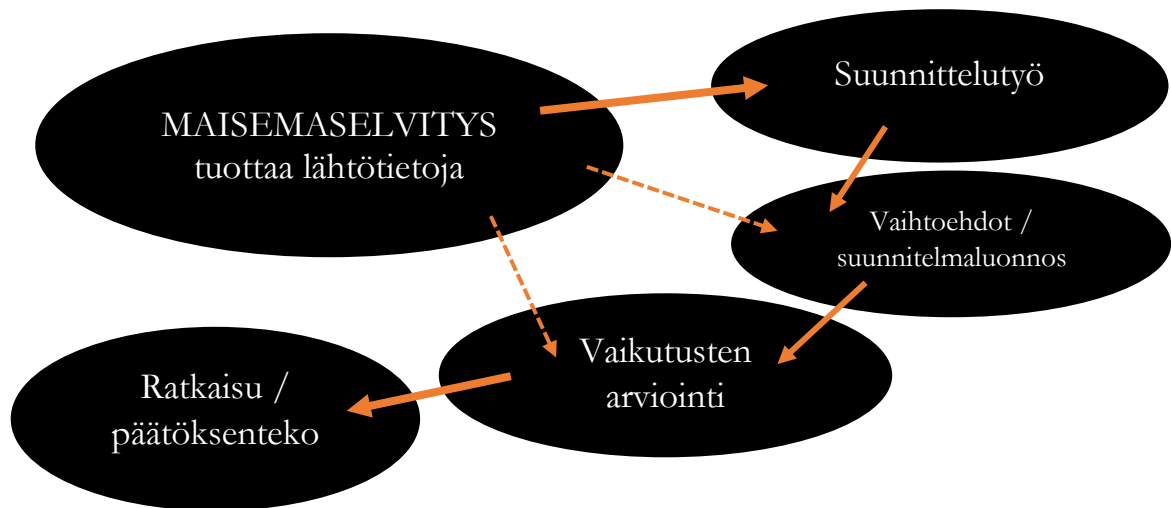 MAISEMASELVITYS
tuottaa lähtötietoja
Suunnittelutyö
Vaihtoehdot /
suunnitelmaluonnos
Vaikutusten
arviointi
Ratkaisu /
päätöksenteko